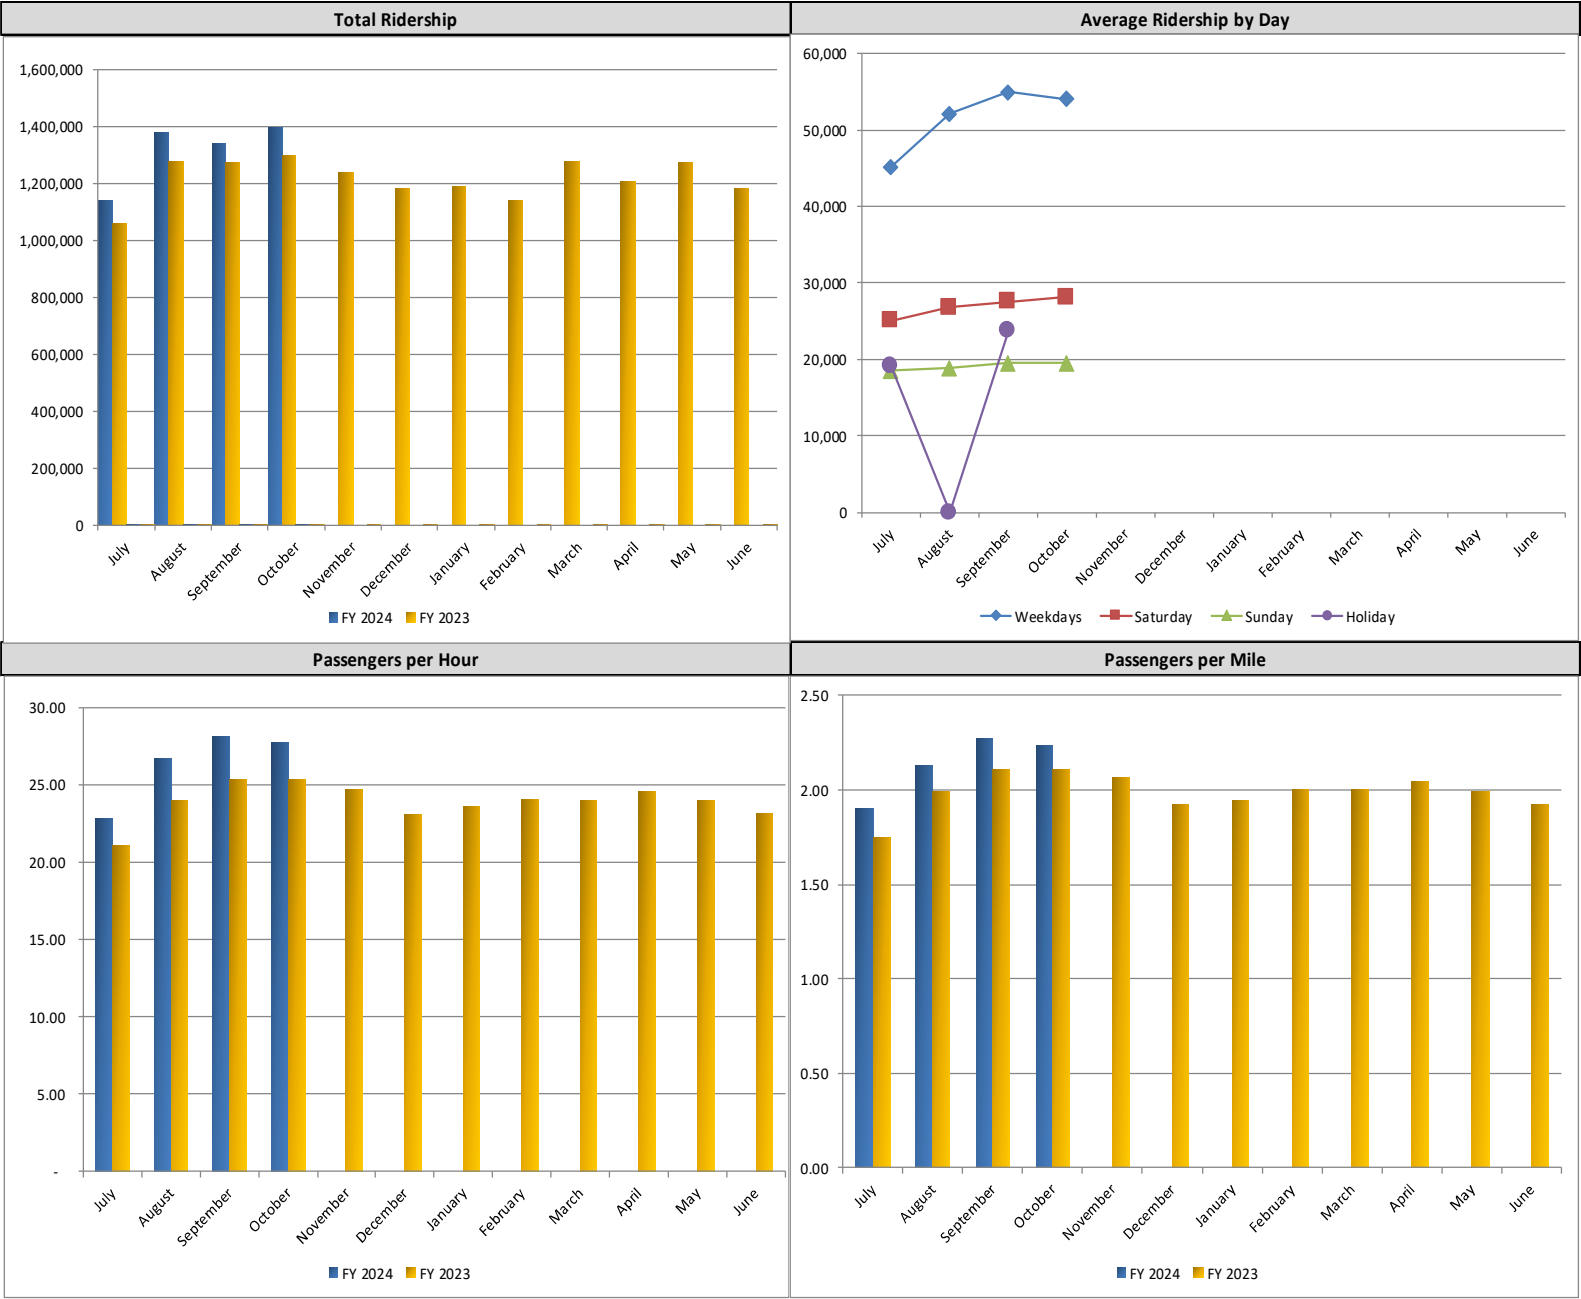 Total Ridership
1,600,000
1,400,000
1,200,000
1,000,000
800,000
600,000
400,000
200,000
0
July
August
September
October
November
December
January
February
March
April
May
June
FY 2024 FY 2023
Average Ridership by Day
60,000
50,000
40,000
30,000
20,000
10,000
0
July
August
September
October
November
December
January
February
March
April
May
June
Weekdays Saturday Sunday Holiday
Passengers per Hour
30.00
25.00
20.00
15.00
10.00
5.00
-
July
August
September
October
November
December
January
February
March
April
May
June
FY 2024 FY 2023
Passengers per Mile
2.50
2.00
1.50
1.00
0.50
0.00
July
August
September
October
November
December
January
February
March
April
May
June
FY 2024 FY 2023